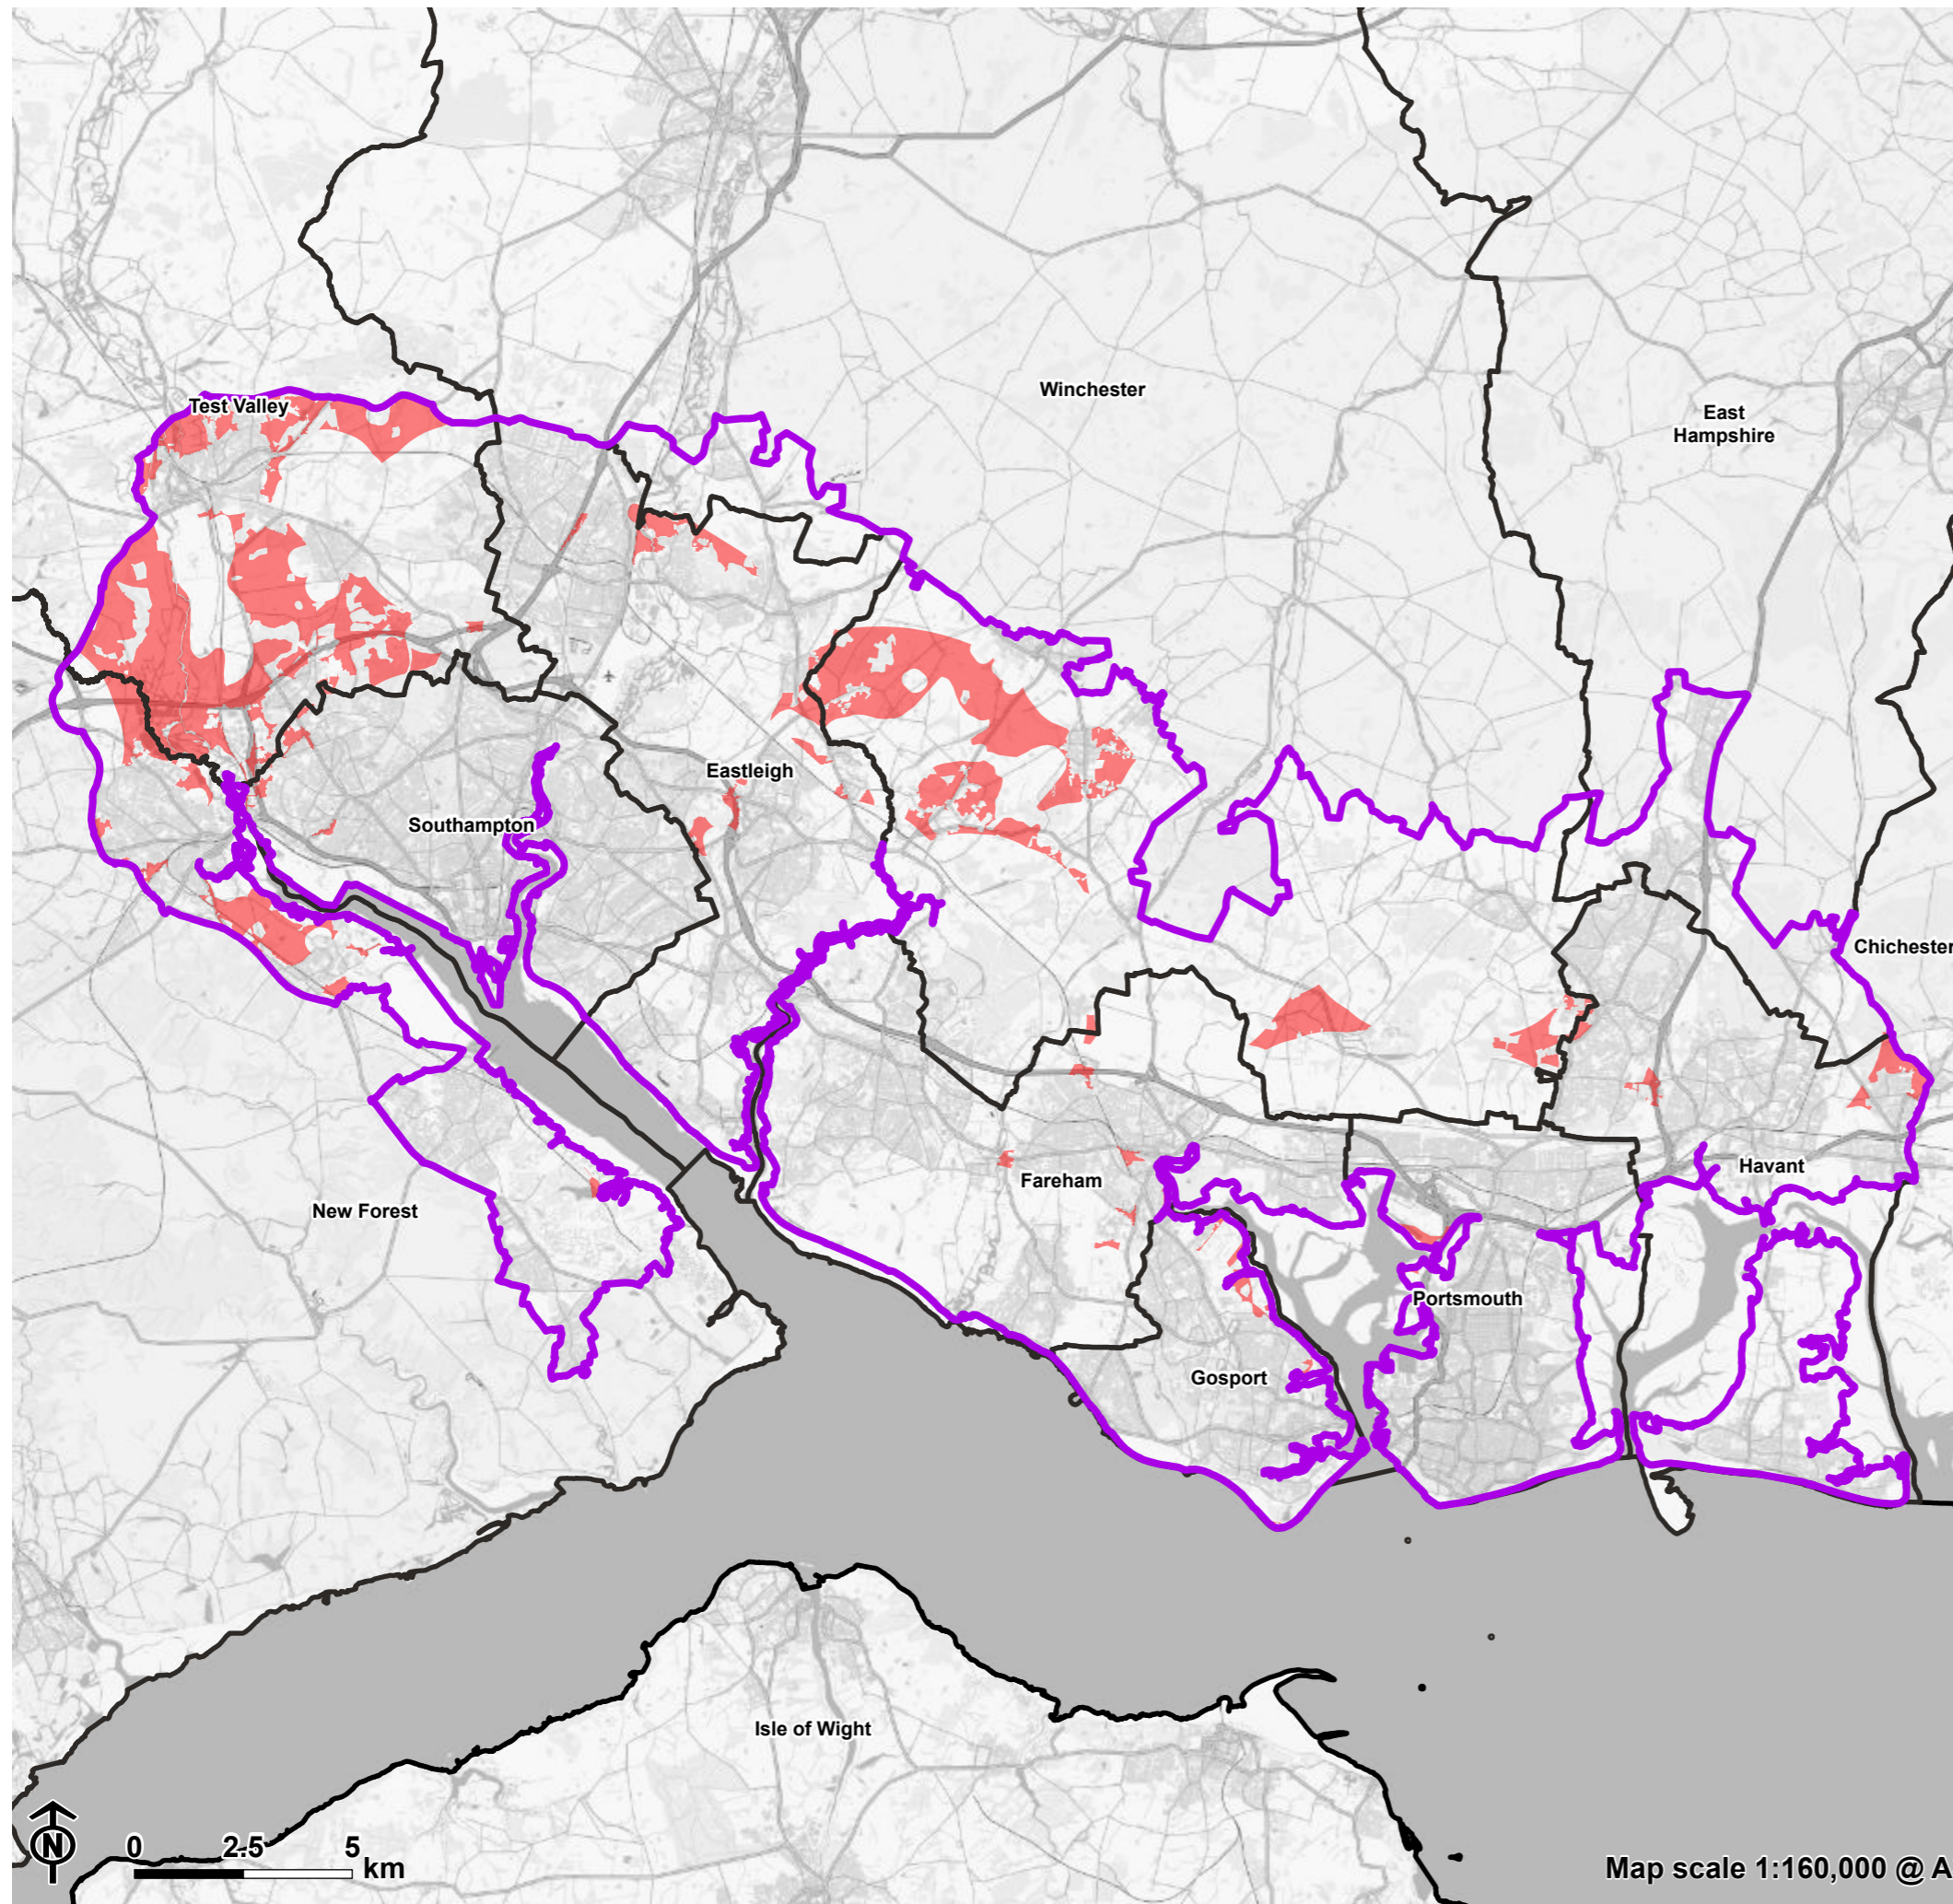 Winchester
Test Valley
East
Hampshire
Eastleigh
Southampton
Chichester
Havant
Fareham
New Forest
Portsmouth
Gosport
Isle of Wight
N
0 2.5 5
km
Map scale 1:160,000 @ A